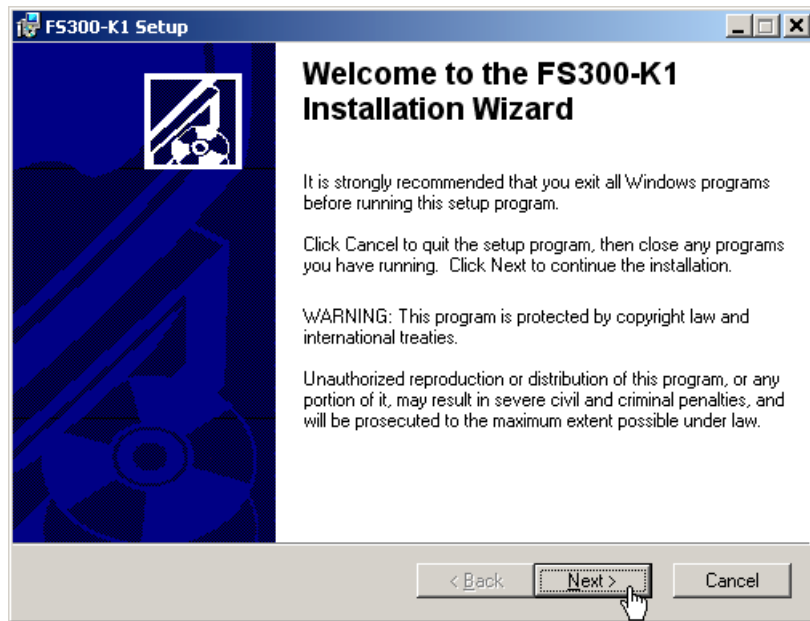 FS300-K1 Setup
Welcome to the FS300-K1
Installation Wizard
It is strongly recommended that you exit all Windows programs
before running this setup program.
Click Cancel to quit the setup program, then close any programs
you have running.  Click Next to continue the installation.
WARNING: This program is protected by copyright law and
international treaties.
Unauthorized reproduction or distribution of this program, or any
portion of it, may result in severe civil and criminal penalties, and
will be prosecuted to the maximum extent possible under law.
< Back
Next >
Cancel